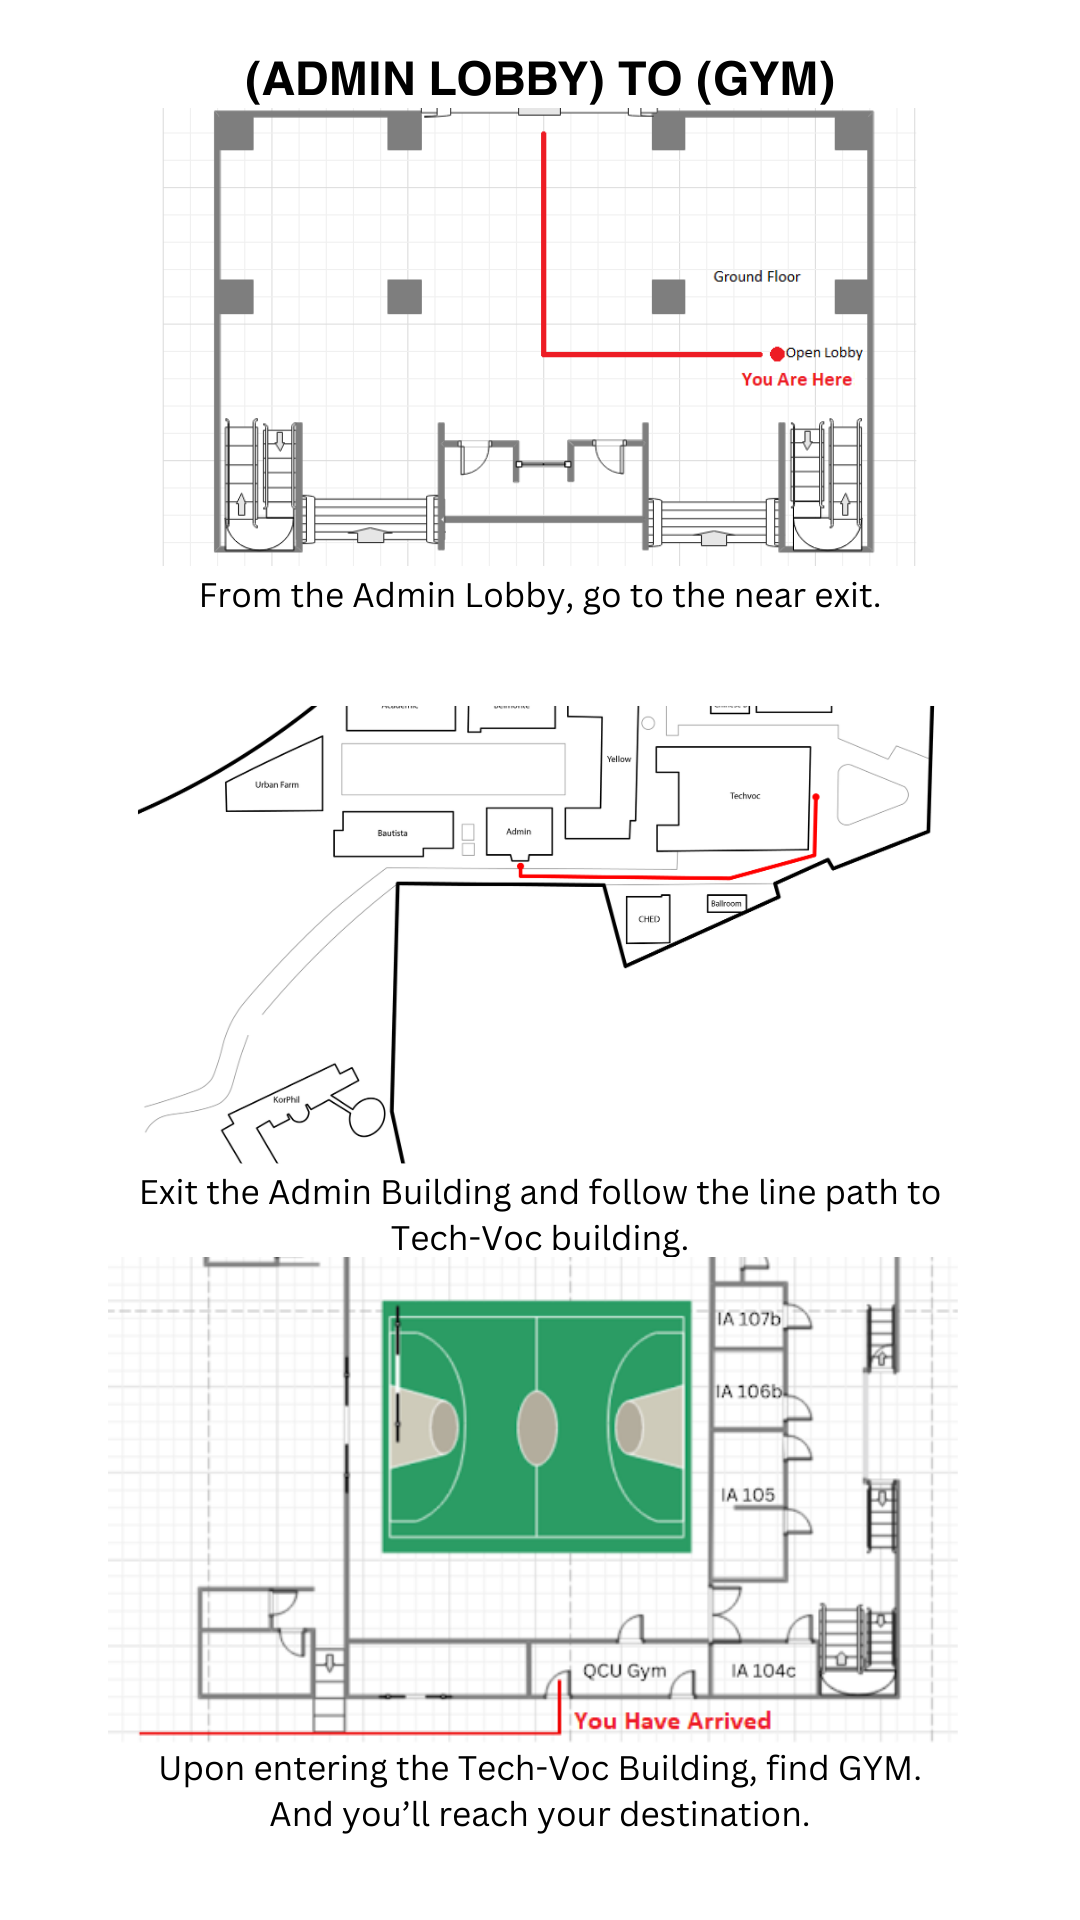 (ADMIN LOBBY) TO (GYM)
Ground Floor
Open Lobby
You Are Here
From the Admin Lobby, go to the near exit.
Academic
Belmonte
Yellow
Urban Farm
Techvoc
Bautista
Admin
CHED
Ballroom
KorPhil
Exit the Admin Building and follow the line path to
Tech-Voc building.
IA 107b
IA 106b
IA 105
QCU Gym
IA 104c
You Have Arrived
Upon entering the Tech-Voc Building, find GYM.
And you’ll reach your destination.